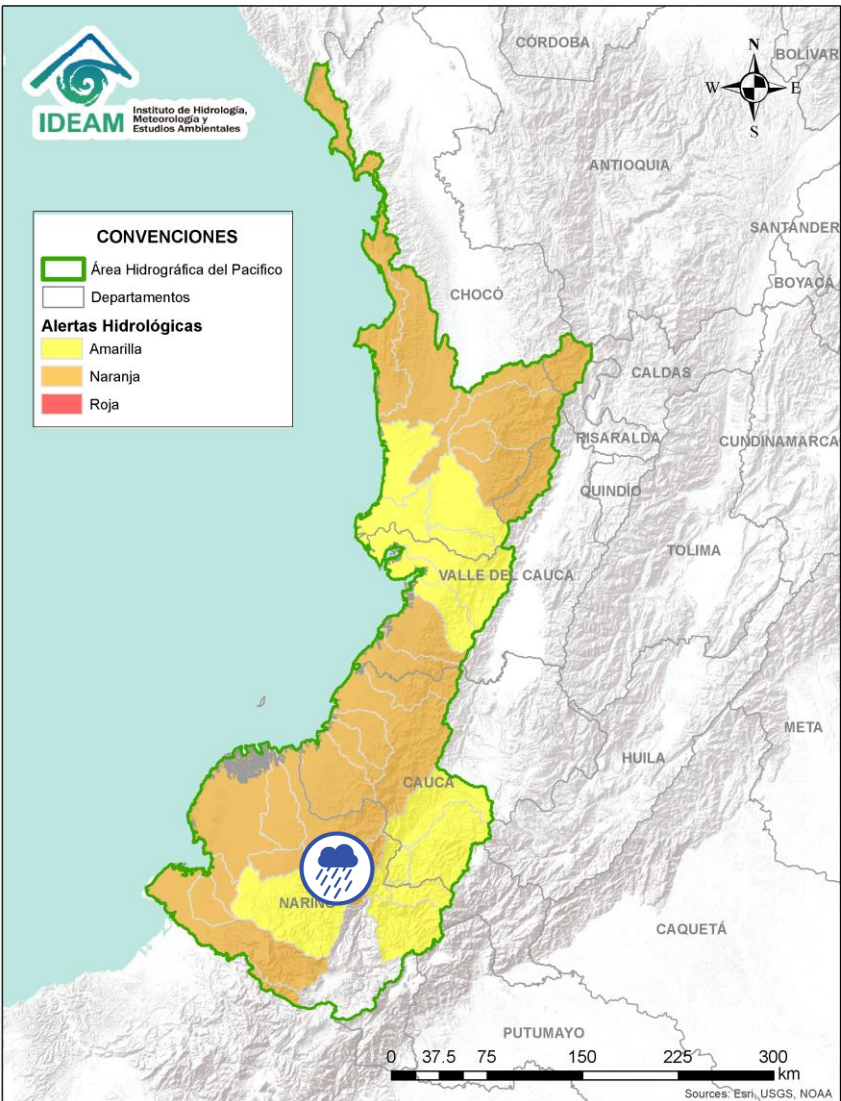 IDEAM
Instituto de Hidrología,
Meteorología y
Estudios Ambientales
N
W
E
S
CÓRDOBA
BOLIVAR
ANTIOQUIA
SANTANDER
BOYACÁ
CONVENCIONES
Área Hidrográfica del Pacifico
Departamentos
Alertas Hidrológicas
Amarilla
Naranja
Roja
CHOCÓ
CALDAS
RISARALDA
CUNDINAMARCA
QUINDÍO
TOLIMA
VALLE DEL CAUCA
META
HUILA
CAUCA
NARIÑO
CAQUETÁ
PUTUMAYO
0 37.5 75 150 225 300
km
Sources: Esri, USGS, NOAA